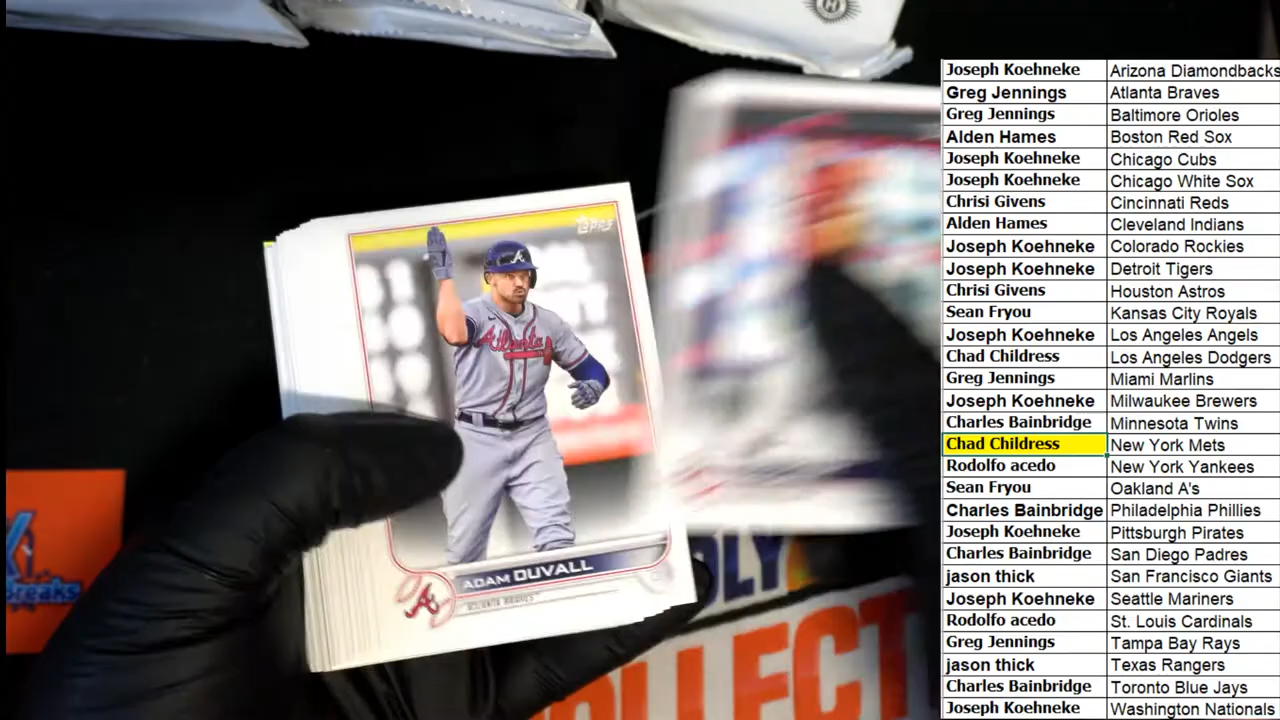 Topps
A
Atlanta
ADAM DUVALL
ATLANTA BRAVES
A
Breaks
OLLECT
Joseph Koehneke Arizona Diamondbacks
Greg Jennings Atlanta Braves
Greg Jennings Baltimore Orioles
Alden Hames Boston Red Sox
Joseph Koehneke Chicago Cubs
Joseph Koehneke Chicago White Sox
Chrisi Givens Cincinnati Reds
Alden Hames Cleveland Indians
Joseph Koehneke Colorado Rockies
Joseph Koehneke Detroit Tigers
Chrisi Givens Houston Astros
Sean Fryou Kansas City Royals
Joseph Koehneke Los Angeles Angels
Chad Childress Los Angeles Dodgers
Greg Jennings Miami Marlins
Joseph Koehneke Milwaukee Brewers
Charles Bainbridge Minnesota Twins
Chad Childress New York Mets
Rodolfo acedo New York Yankees
Sean Fryou Oakland A's
Charles Bainbridge Philadelphia Phillies
Joseph Koehneke Pittsburgh Pirates
Charles Bainbridge San Diego Padres
jason thick San Francisco Giants
Joseph Koehneke Seattle Mariners
Rodolfo acedo St. Louis Cardinals
Greg Jennings Tampa Bay Rays
jason thick Texas Rangers
Charles Bainbridge Toronto Blue Jays
Joseph Koehneke Washington Nationals